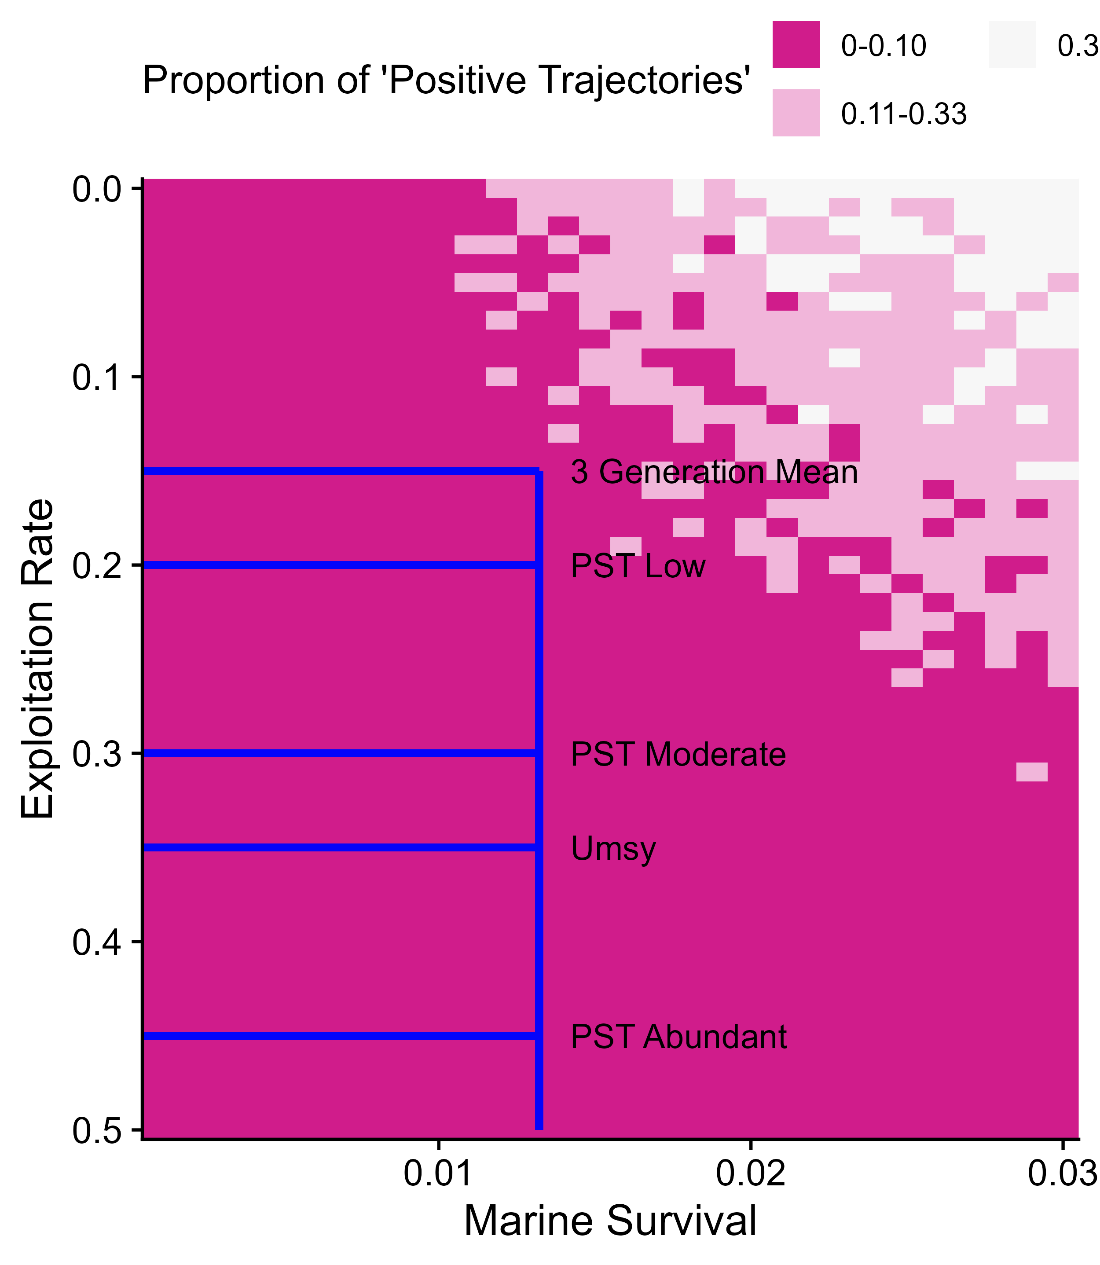 Proportion of 'Positive Trajectories'
0-0.10
0.3
0.11-0.33
0.0
0.1
0.2
0.3
0.4
0.5
Exploitation Rate
3 Generation Mean
PST Low
PST Moderate
Umsy
PST Abundant
0.01
0.02
0.03
Marine Survival